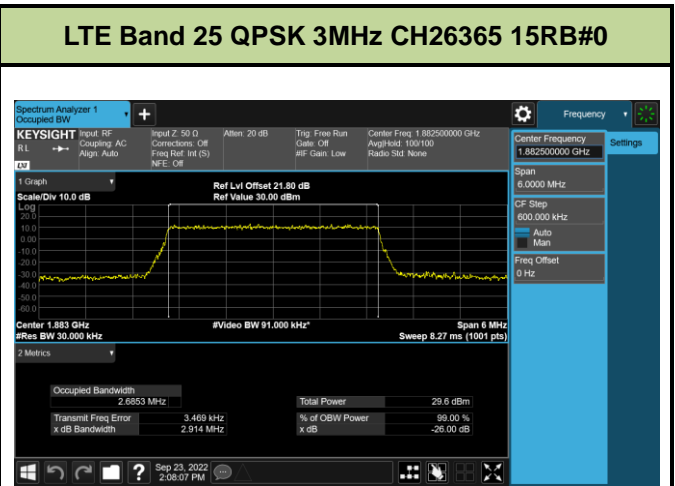 LTE Band 25 QPSK 3MHz CH26365 15RB#0
Spectrum Analyzer 1
Occupied BW
+
Frequency
KEYSIGHT
RL
LXI
Input: RF
Coupling: AC
Align: Auto
Input Z: 50 Ω
Corrections: Off
Freq Ref: Int (S)
NFE: Off
Atten: 20 dB
Trig: Free Run
Gate: Off
#IF Gain: Low
Center Freq: 1.882500000 GHz
Avg|Hold: 100/100
Radio Std: None
Center Frequency
1.882500000 GHz
Settings
Span
6.0000 MHz
CF Step
600.000 kHz
Auto
Man
Freq Offset
0 Hz
1 Graph
Scale/Div 10.0 dB
Ref Lvl Offset 21.80 dB
Ref Value 30.00 dBm
Log
20.0
10.0
0.00
-10.0
-20.0
-30.0
-40.0
-50.0
-60.0
Center 1.883 GHz
#Video BW 91.000 kHz*
Span 6 MHz
#Res BW 30.000 kHz
Sweep 8.27 ms (1001 pts)
2 Metrics
Occupied Bandwidth
2.6853 MHz
Total Power 29.6 dBm
Transmit Freq Error 3.469 kHz
% of OBW Power 99.00 %
x dB Bandwidth 2.914 MHz
x dB -26.00 dB
?
Sep 23, 2022
2:08:07 PM